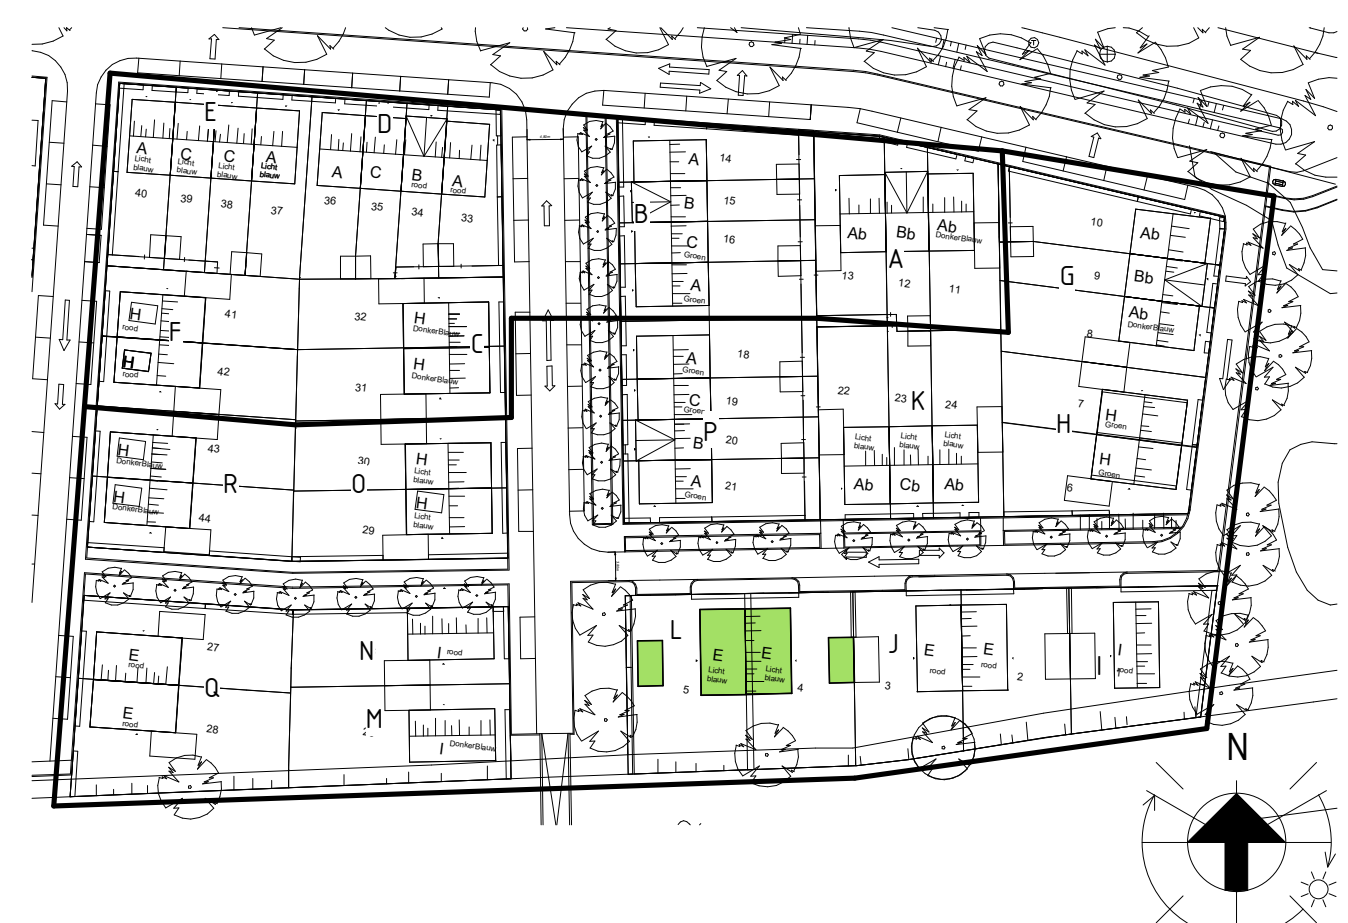 E
D
A
Licht
blauw
C
Licht
blauw
C
Licht
blauw
A
Licht
blauw
A
C
B
rood
A
rood
40
39
38
37
36
35
34
33
B
A
14
B
15
C
Groen
16
A
Groen
Ab
Bb
Ab
DonkerBlauw
A
13
12
11
10
Ab
G
9
Bb
Ab
DonkerBlauw
8
H
rood
F
41
H
rood
42
32
H
DonkerBlauw
C
H
DonkerBlauw
31
A
Groen
18
C
19
P
B
20
A
Groen
21
22
K
23
24
Licht
blauw
Licht
blauw
Licht
blauw
Ab
Cb
Ab
7
H
Groen
H
H
Groen
6
H
DonkerBlauw
43
R
H
DonkerBlauw
44
30
O
H
Licht
blauw
H
Licht
blauw
29
E
rood
27
Q
E
rood
28
N
I rood
M
I DonkerBlauw
L
E
Licht
blauw
E
Licht
blauw
5
4
J
3
E
rood
E
rood
2
I
I
rood
N